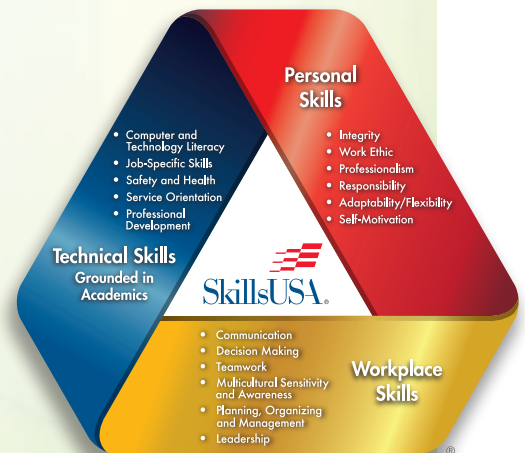 Personal
Skills
• Integrity
• Work Ethic
• Professionalism
• Responsibility
• Adaptability/Flexibility
• Self-Motivation
• Computer and
Technology Literacy
• Job-Specific Skills
• Safety and Health
• Service Orientation
• Professional
Development
Technical Skills
Grounded in
Academics
SkillsUSA®
• Communication
• Decision Making
• Teamwork
• Multicultural Sensitivity
and Awareness
• Planning, Organizing
and Management
• Leadership
Workplace
Skills
®